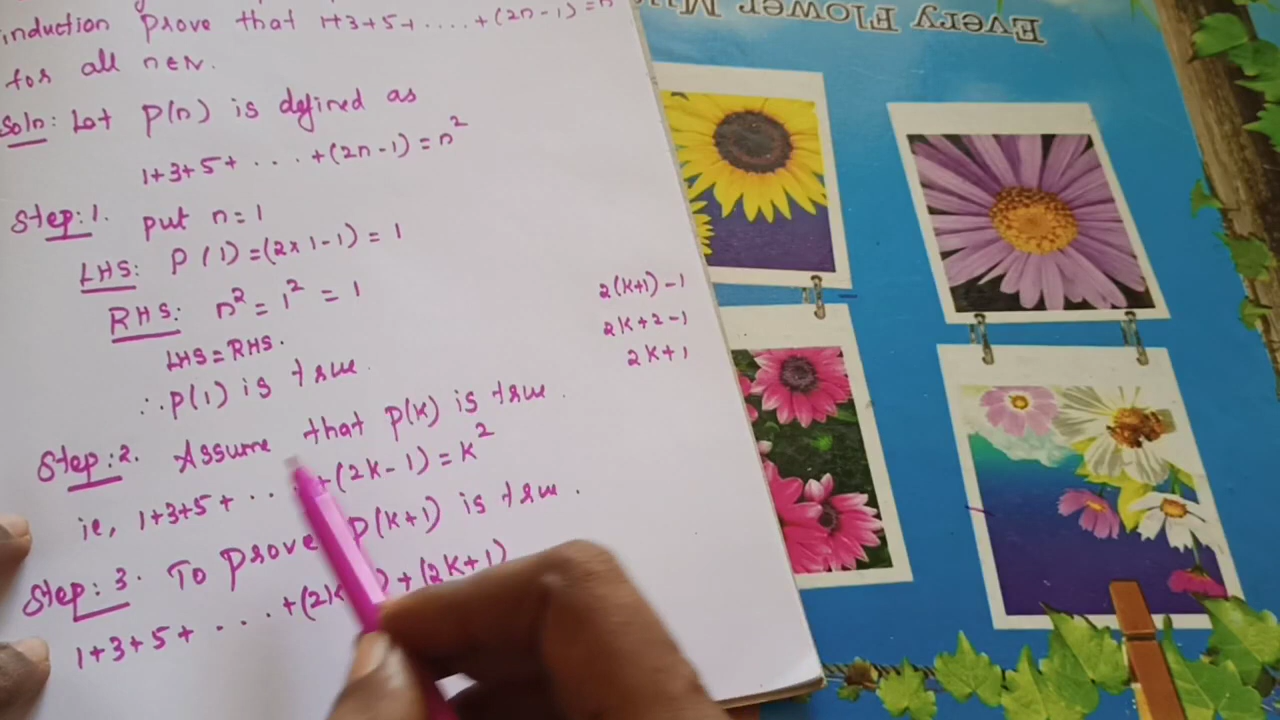 induction prove that 1+3+5+.....+(2n-1)=n
for all n∈N.
Soln: Let P(n) is defined as
1+3+5+....+(2n-1)=n²
Step:1. put n=1
LHS: P(1)=(2x1-1)=1
RHS: n²=1²=1
LHS=RHS.
∴P(1) is true.
Step:2. Assume that P(k) is true.
ie, 1+3+5+...+(2k-1)=k²
Step:3. To prove P(k+1) is true.
1+3+5+....+(2k )+(2k+1)
2(k+1)-1
2k+2-1
2k+1
Every Flower Mu